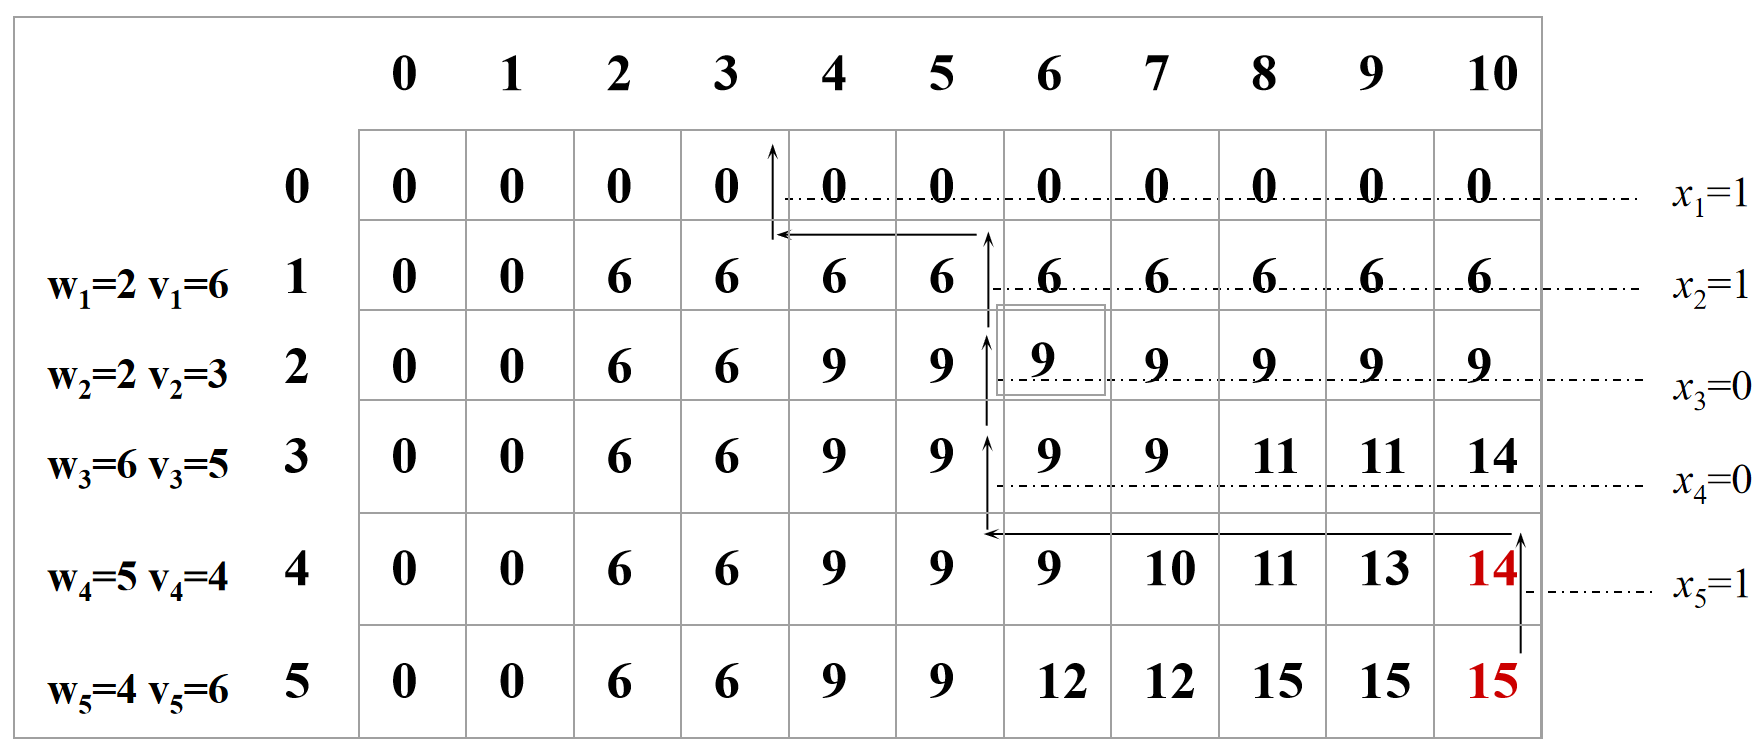 0 1 2 3 4 5 6 7 8 9 10
0 0 0 0 0 0 0 0 0 0 0 0 x₁=1
w₁=2 v₁=6 1 0 0 6 6 6 6 6 6 6 6 6 x₂=1
w₂=2 v₂=3 2 0 0 6 6 9 9 9 9 9 9 9 x₃=0
w₃=6 v₃=5 3 0 0 6 6 9 9 9 9 11 11 14 x₄=0
w₄=5 v₄=4 4 0 0 6 6 9 9 9 10 11 13 14 x₅=1
w₅=4 v₅=6 5 0 0 6 6 9 9 12 12 15 15 15